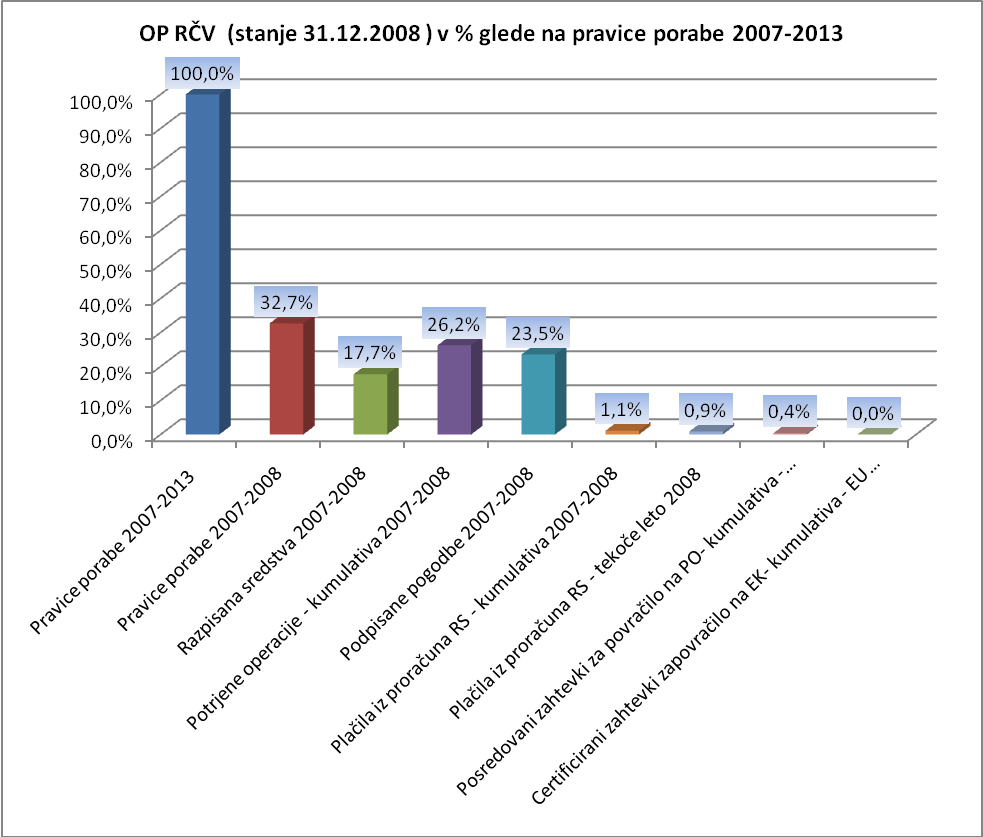 OP RČV (stanje 31.12.2008 ) v % glede na pravice porabe 2007-2013
100,0%
90,0%
80,0%
70,0%
60,0%
50,0%
40,0%
30,0%
20,0%
10,0%
0,0%
100,0%
32,7%
17,7%
26,2%
23,5%
1,1%
0,9%
0,4%
0,0%
Pravice porabe 2007-2013
Pravice porabe 2007-2008
Razpisana sredstva 2007-2008
Potrjene operacije - kumulativa 2007-2008
Podpisane pogodbe 2007-2008
Plačila iz proračuna RS - kumulativa 2007-2008
Plačila iz proračuna RS - tekoče leto 2008
Posredovani zahtevki za povračilo na PO- kumulativa -...
Certificirani zahtevki zapovračilo na EK- kumulativa - EU...